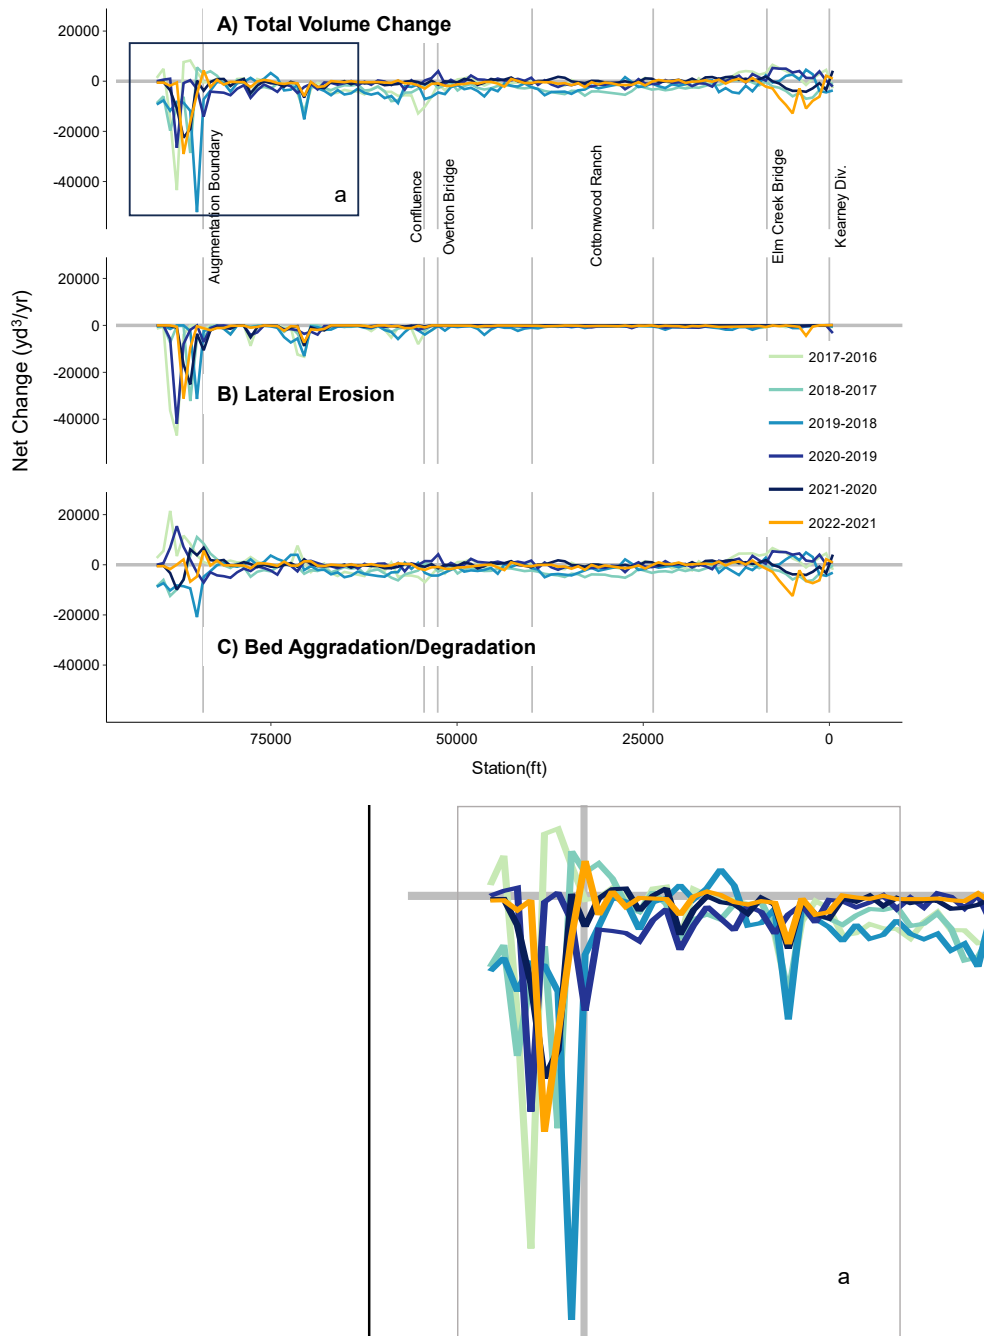 A) Total Volume Change
20000
0
-20000
-40000
a
Augmentation Boundary
Confluence
Overton Bridge
Cottonwood Ranch
Elm Creek Bridge
Kearney Div.
Net Change (yd³/yr)
20000
0
-20000
-40000
B) Lateral Erosion
2017-2016
2018-2017
2019-2018
2020-2019
2021-2020
2022-2021
20000
0
-20000
-40000
C) Bed Aggradation/Degradation
75000
50000
25000
0
Station(ft)
a